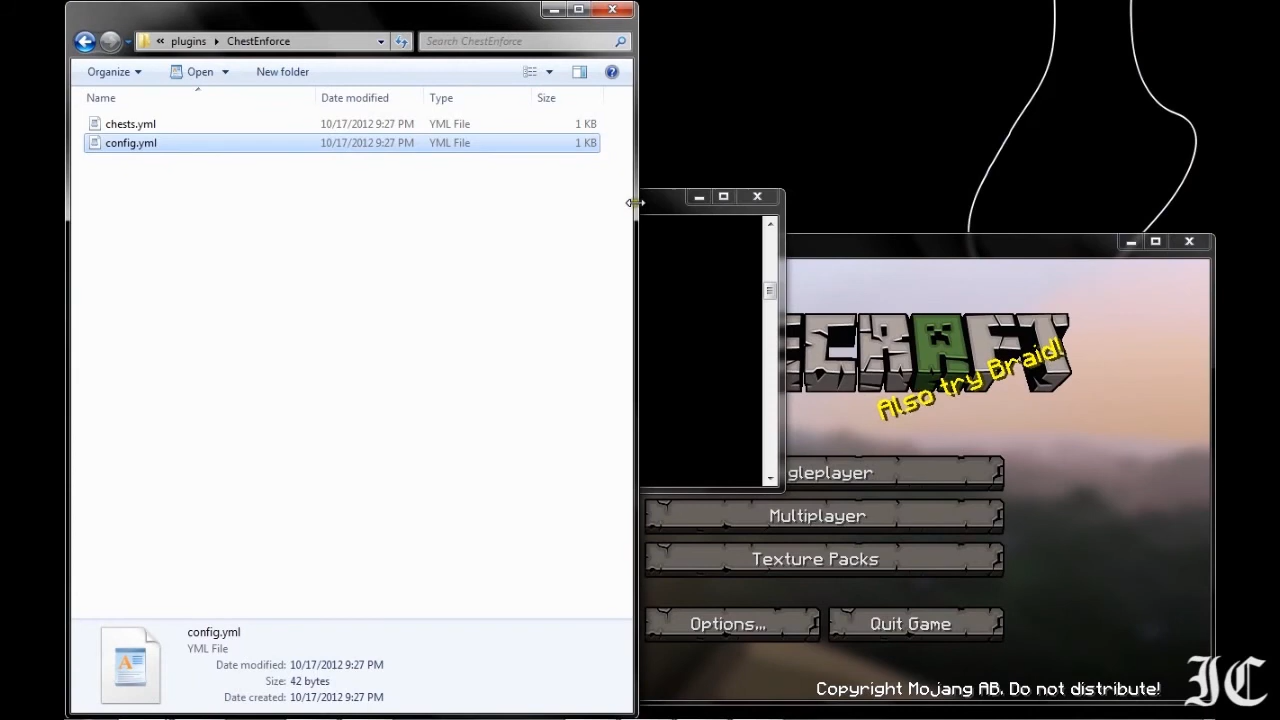 plugins ChestEnforce Search ChestEnforce
Organize Open New folder
Name Date modified Type Size
chests.yml 10/17/2012 9:27 PM YML File 1 KB
config.yml 10/17/2012 9:27 PM YML File 1 KB
Also try Braid!
gleplayer
Multiplayer
Texture Packs
Options... Quit Game
Copyright Mojang AB. Do not distribute!
config.yml
YML File
Date modified: 10/17/2012 9:27 PM
Size: 42 bytes
Date created: 10/17/2012 9:27 PM
IC